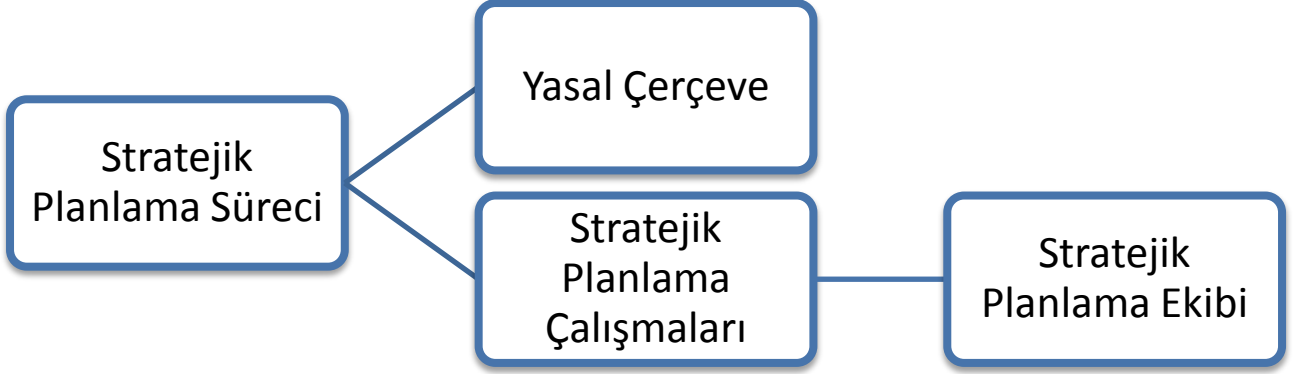 Stratejik
Planlama Süreci
Yasal Çerçeve
Stratejik
Planlama
Çalışmaları
Stratejik
Planlama Ekibi